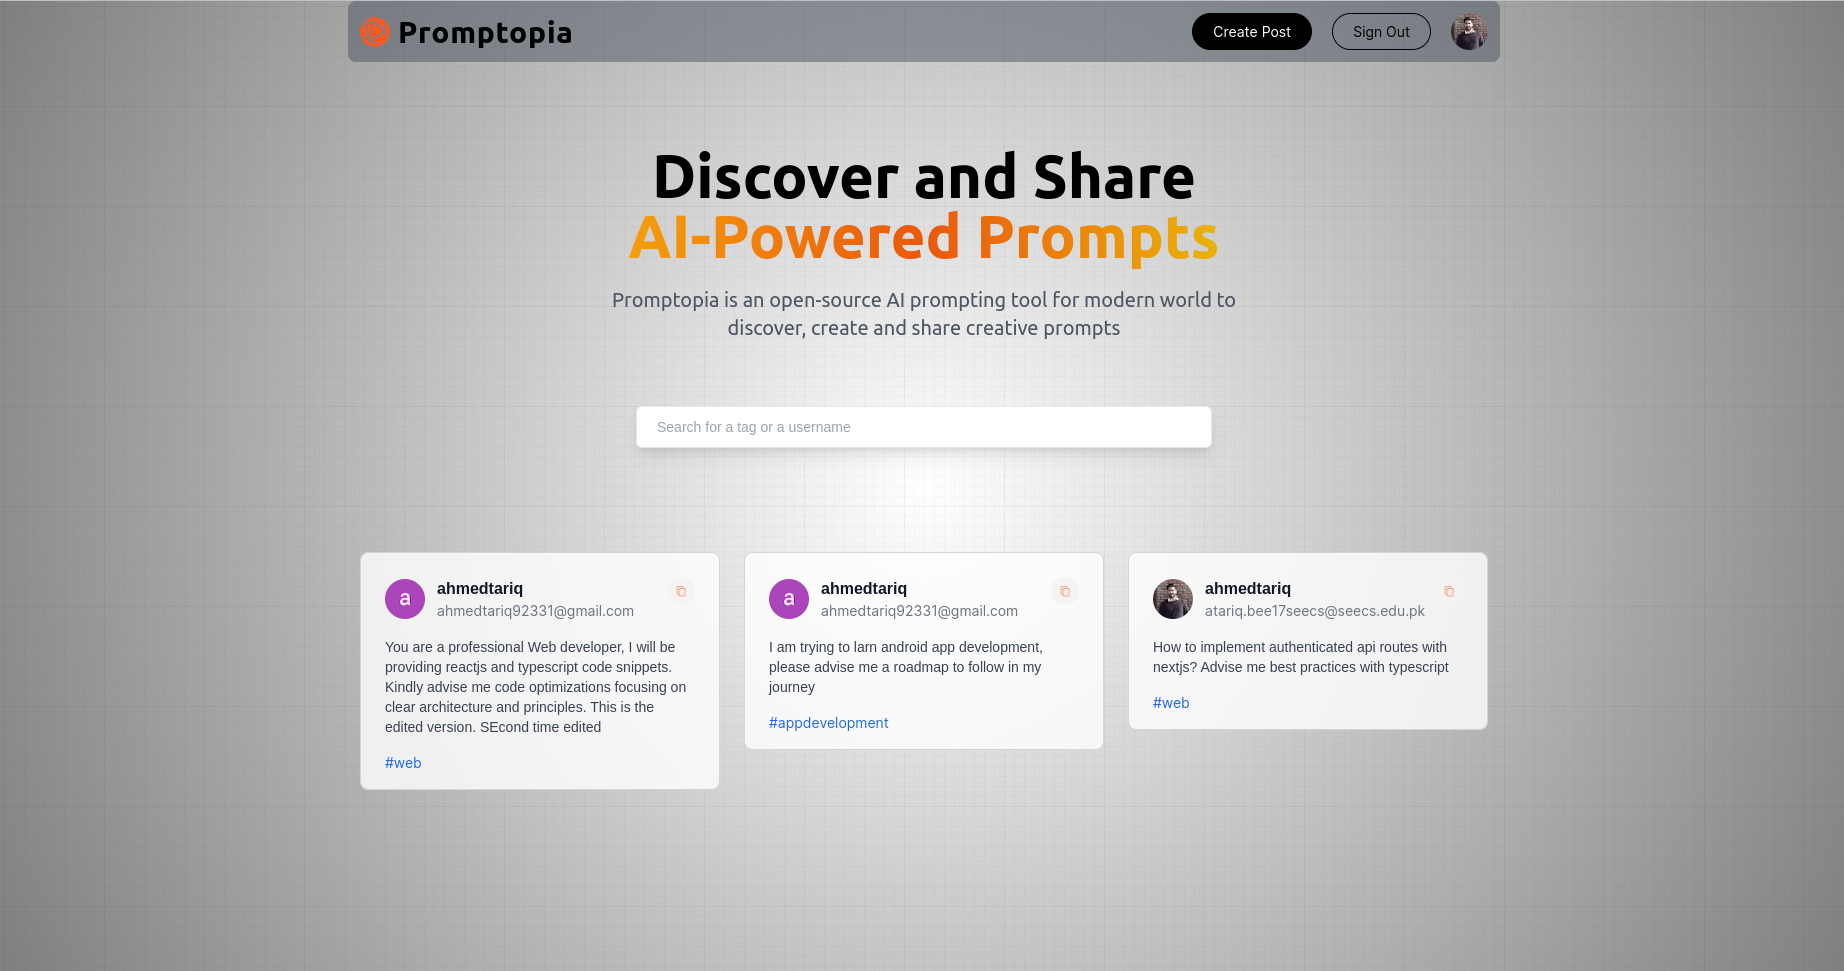 Promptopia
Create Post
Sign Out
Discover and Share
AI-Powered Prompts
Promptopia is an open-source AI prompting tool for modern world to
discover, create and share creative prompts
Search for a tag or a username
a
ahmedtariq
ahmedtariq92331@gmail.com
You are a professional Web developer, I will be
providing reactjs and typescript code snippets.
Kindly advise me code optimizations focusing on
clear architecture and principles. This is the
edited version. SEcond time edited
#web
a
ahmedtariq
ahmedtariq92331@gmail.com
I am trying to larn android app development,
please advise me a roadmap to follow in my
journey
#appdevelopment
ahmedtariq
atariq.bee17seecs@seecs.edu.pk
How to implement authenticated api routes with
nextjs? Advise me best practices with typescript
#web